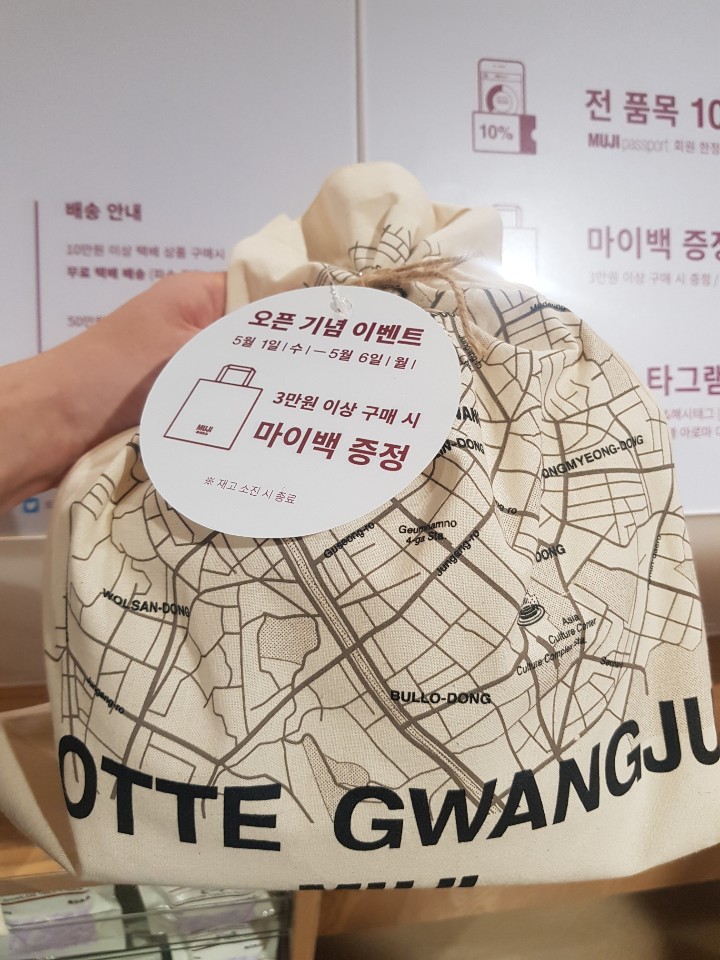 전 품목 10
10%
MUJI passport 회원 한정
배송 안내
10만원 이상 택배 상품 구매시
무료 택배 배송
마이백 증정
3만원 이상 구매 시 증정
타그램
오픈 기념 이벤트
5월 1일|수|—5월 6일|월|
3만원 이상 구매 시
마이백 증정
MUJI
※ 재고 소진 시 종료
ONGMYEONG-DONG
Geumnamno
4-ga Sta.
Jungang-ro
DONG
WOLSAN-DONG
Asia
Culture Center
Culture Complex Sta.
BULLO-DONG
OTTE GWANGJU
MUJI